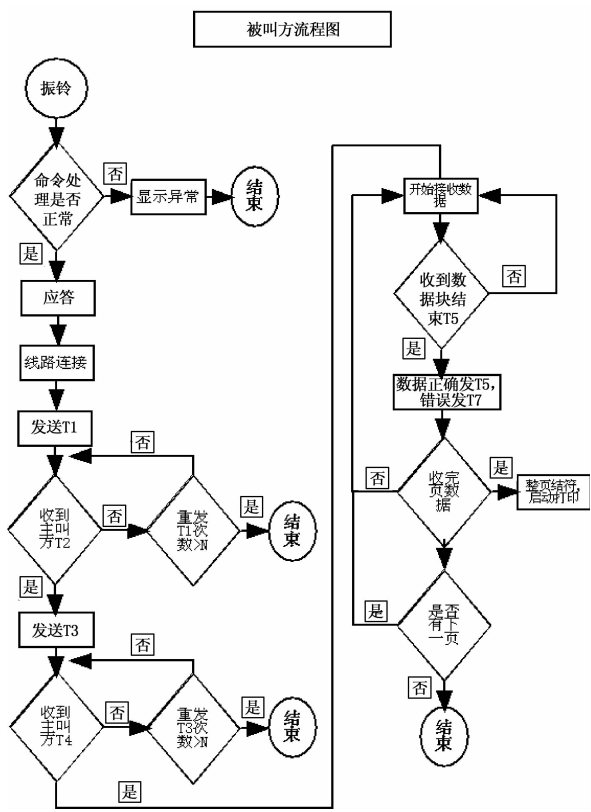 被叫方流程图
振铃
命令处
理是否
正常
否
显示异常
结
束
是
应答
线路连接
发送T1
否
收到
主叫
方T2
否
重发
T1次
数>N
是
结
束
是
发送T3
否
收到
主叫
方T4
否
重发
T3次
数>N
是
结
束
是
开始接收数
据
收到数
据块结
束T5
否
是
数据正确发T5,
错误发T7
否
收完
页数
据
是
整页结符,
启动打印
是
是否
有下
一页
否
结
束